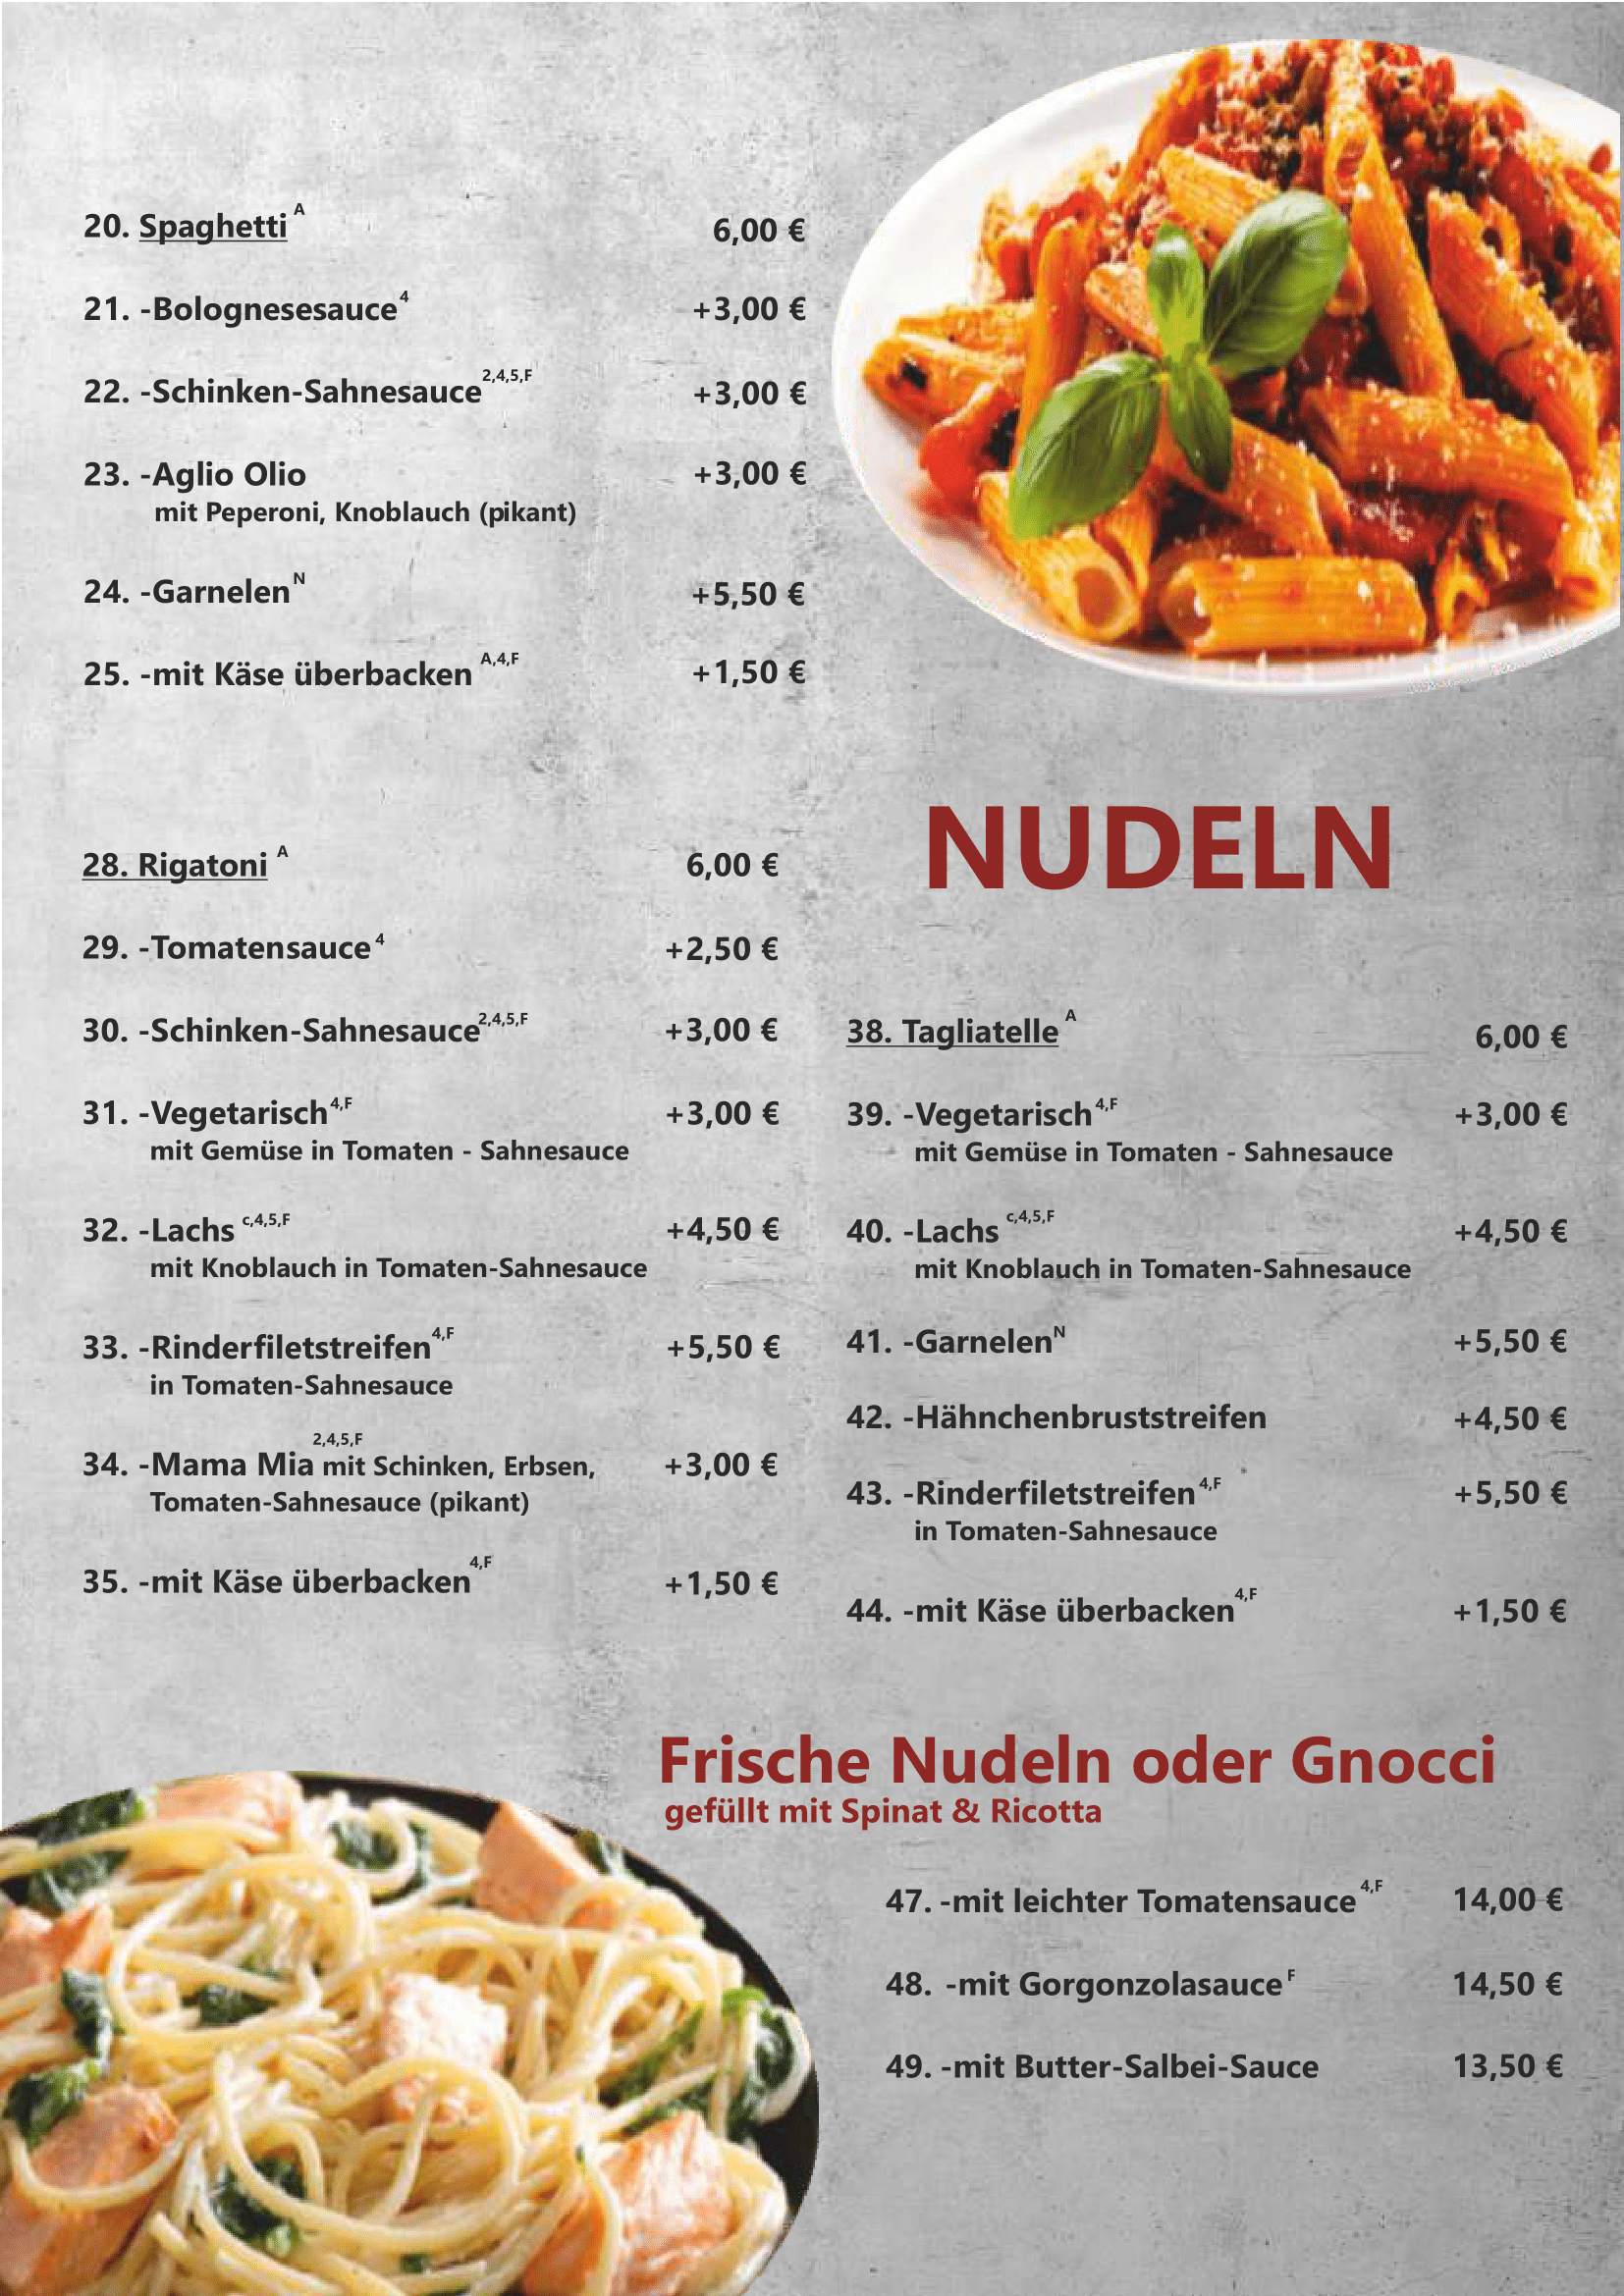 20. Spaghetti A 6,00 €
21. -Bolognesesauce 4 +3,00 €
22. -Schinken-Sahnesauce 2,4,5,F +3,00 €
23. -Aglio Olio +3,00 €
mit Peperoni, Knoblauch (pikant)
24. -Garnelen N +5,50 €
25. -mit Käse überbacken A,4,F +1,50 €
28. Rigatoni A 6,00 €
29. -Tomatensauce 4 +2,50 €
30. -Schinken-Sahnesauce 2,4,5,F +3,00 €
31. -Vegetarisch 4,F +3,00 €
mit Gemüse in Tomaten - Sahnesauce
32. -Lachs c,4,5,F +4,50 €
mit Knoblauch in Tomaten-Sahnesauce
33. -Rinderfiletstreifen 4,F +5,50 €
in Tomaten-Sahnesauce
34. -Mama Mia 2,4,5,F mit Schinken, Erbsen, +3,00 €
Tomaten-Sahnesauce (pikant)
35. -mit Käse überbacken 4,F +1,50 €
NUDELN
38. Tagliatelle A 6,00 €
39. -Vegetarisch 4,F +3,00 €
mit Gemüse in Tomaten - Sahnesauce
40. -Lachs c,4,5,F +4,50 €
mit Knoblauch in Tomaten-Sahnesauce
41. -Garnelen N +5,50 €
42. -Hähnchenbruststreifen +4,50 €
43. -Rinderfiletstreifen 4,F +5,50 €
in Tomaten-Sahnesauce
44. -mit Käse überbacken 4,F +1,50 €
Frische Nudeln oder Gnocci
gefüllt mit Spinat & Ricotta
47. -mit leichter Tomatensauce 4,F 14,00 €
48. -mit Gorgonzolasauce F 14,50 €
49. -mit Butter-Salbei-Sauce 13,50 €